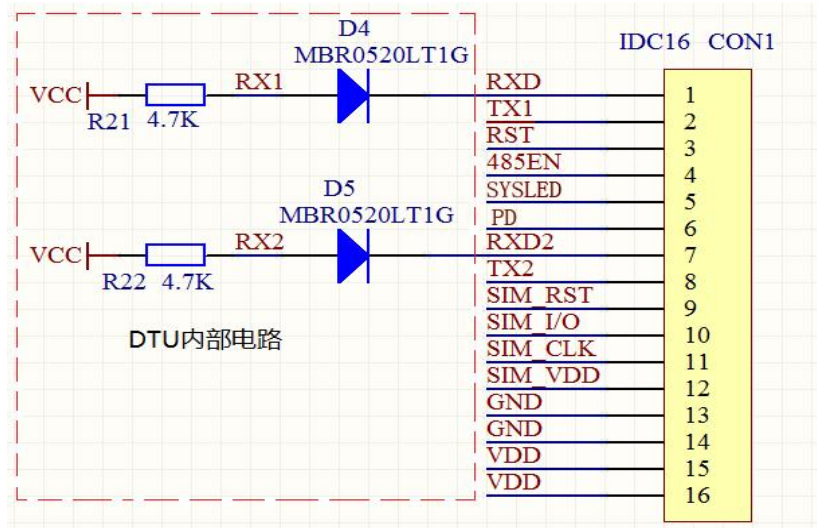 D4
MBR0520LT1G
IDC16 CON1
VCC
R21 4.7K
RX1
RXD
1
TX1
2
RST
3
485EN
4
SYSLED
5
PD
6
D5
MBR0520LT1G
VCC
R22 4.7K
RX2
RXD2
7
TX2
8
SIM_RST
9
SIM_I/O
10
SIM_CLK
11
SIM_VDD
12
GND
13
GND
14
VDD
15
VDD
16
DTU内部电路